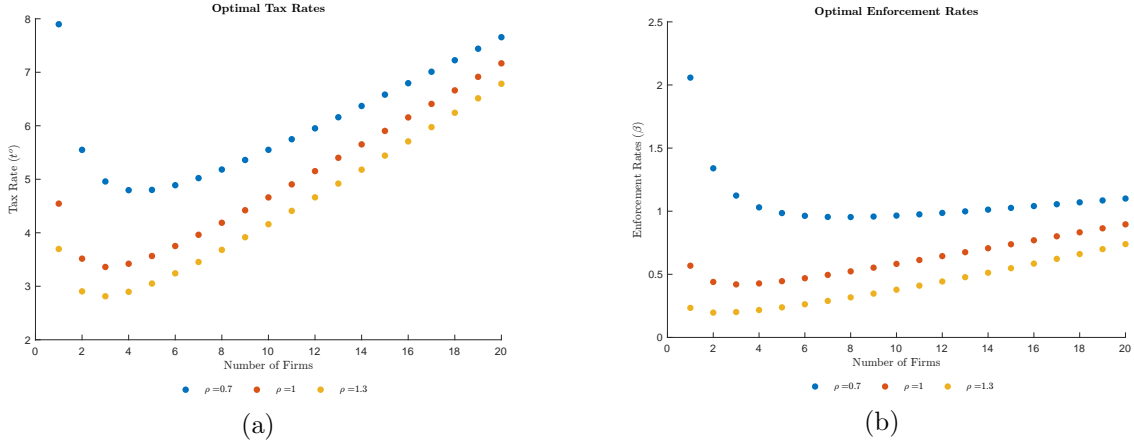 Optimal Tax Rates
8
7
6
5
4
3
2
Tax Rate (t°)
0 2 4 6 8 10 12 14 16 18 20
Number of Firms
ρ =0.7 ρ =1 ρ =1.3
(a)
Optimal Enforcement Rates
2.5
2
1.5
1
0.5
0
Enforcement Rates (β)
0 2 4 6 8 10 12 14 16 18 20
Number of Firms
ρ =0.7 ρ =1 ρ =1.3
(b)